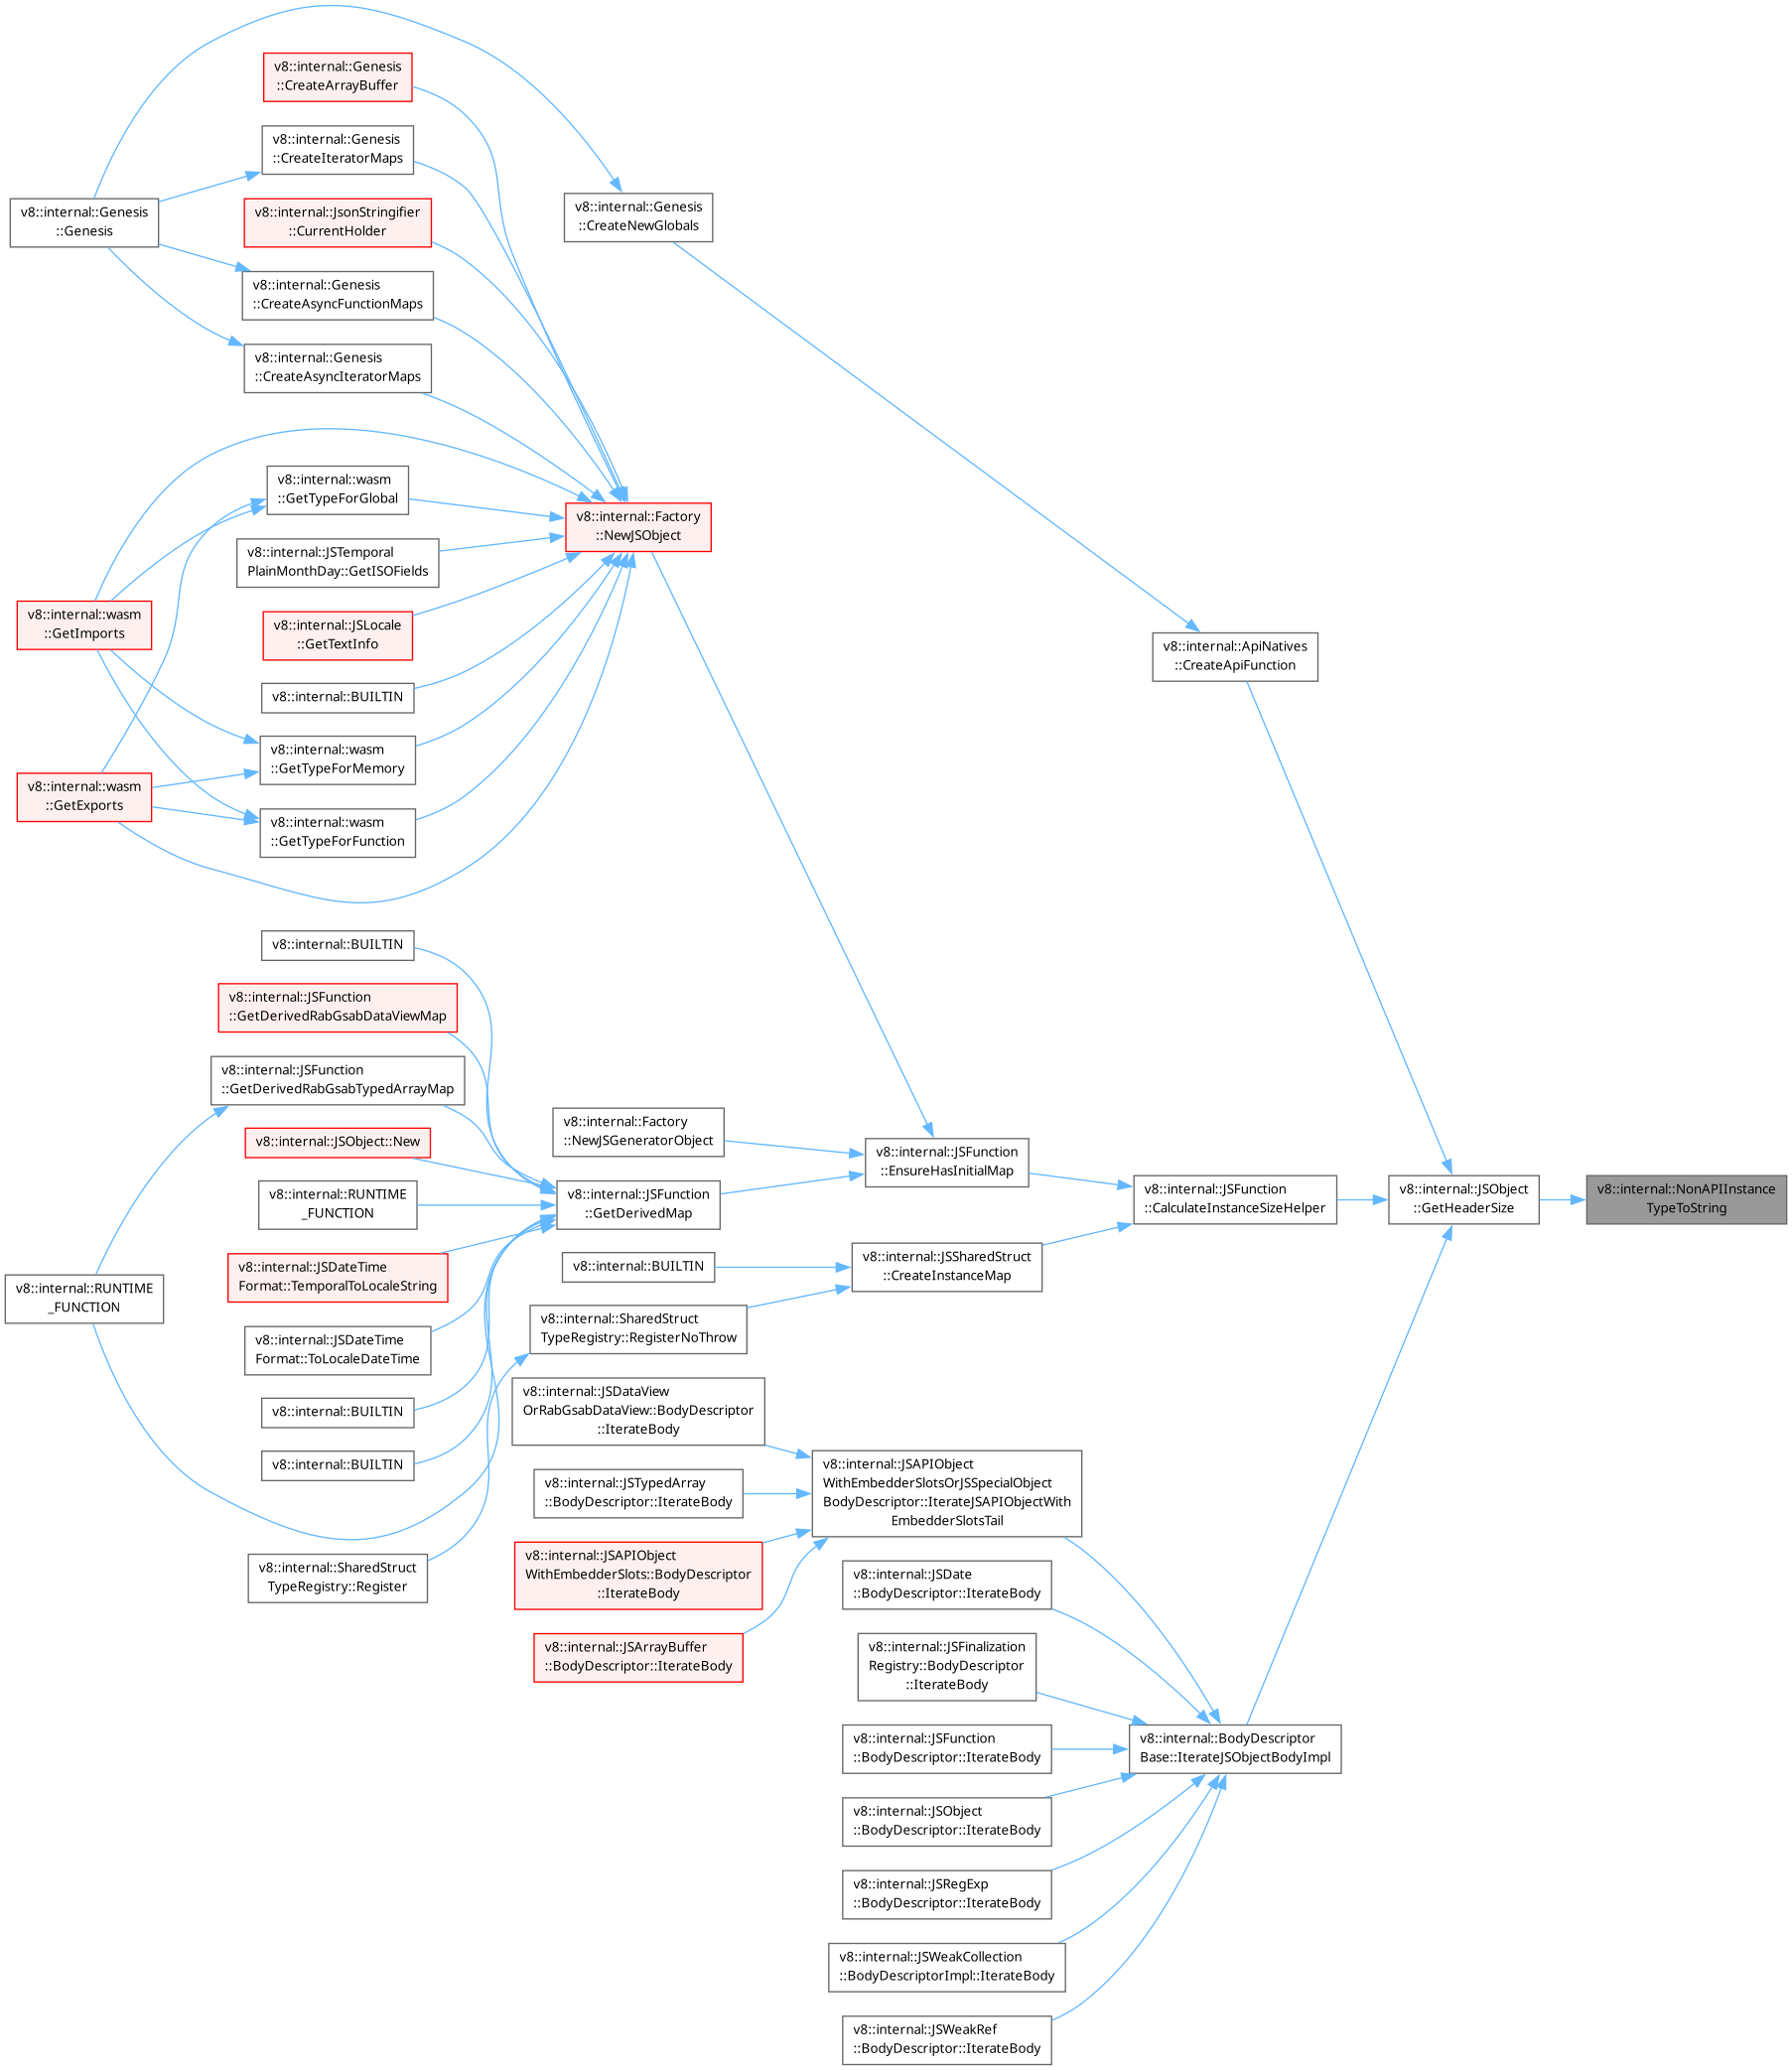 v8::internal::Genesis
::CreateArrayBuffer
v8::internal::Genesis
::CreateIteratorMaps
v8::internal::Genesis
::Genesis
v8::internal::JsonStringifier
::CurrentHolder
v8::internal::Genesis
::CreateNewGlobals
v8::internal::Genesis
::CreateAsyncFunctionMaps
v8::internal::Genesis
::CreateAsyncIteratorMaps
v8::internal::wasm
::GetTypeForGlobal
v8::internal::Factory
::NewJSObject
v8::internal::JSTemporal
PlainMonthDay::GetISOFields
v8::internal::wasm
::GetImports
v8::internal::JSLocale
::GetTextInfo
v8::internal::ApiNatives
::CreateApiFunction
v8::internal::BUILTIN
v8::internal::wasm
::GetTypeForMemory
v8::internal::wasm
::GetExports
v8::internal::wasm
::GetTypeForFunction
v8::internal::BUILTIN
v8::internal::JSFunction
::GetDerivedRabGsabDataViewMap
v8::internal::JSFunction
::GetDerivedRabGsabTypedArrayMap
v8::internal::Factory
::NewJSGeneratorObject
v8::internal::JSObject::New
v8::internal::JSFunction
::EnsureHasInitialMap
v8::internal::RUNTIME
_FUNCTION
v8::internal::JSFunction
::GetDerivedMap
v8::internal::JSFunction
::CalculateInstanceSizeHelper
v8::internal::JSObject
::GetHeaderSize
v8::internal::NonAPIInstance
TypeToString
v8::internal::JSDateTime
Format::TemporalToLocaleString
v8::internal::BUILTIN
v8::internal::JSSharedStruct
::CreateInstanceMap
v8::internal::RUNTIME
_FUNCTION
v8::internal::JSDateTime
Format::ToLocaleDateTime
v8::internal::SharedStruct
TypeRegistry::RegisterNoThrow
v8::internal::BUILTIN
v8::internal::JSDataView
OrRabGsabDataView::BodyDescriptor
::IterateBody
v8::internal::BUILTIN
v8::internal::JSTypedArray
::BodyDescriptor::IterateBody
v8::internal::JSAPIObject
WithEmbedderSlotsOrJSSpecialObject
BodyDescriptor::IterateJSAPIObjectWith
EmbedderSlotsTail
v8::internal::SharedStruct
TypeRegistry::Register
v8::internal::JSAPIObject
WithEmbedderSlots::BodyDescriptor
::IterateBody
v8::internal::JSDate
::BodyDescriptor::IterateBody
v8::internal::JSArrayBuffer
::BodyDescriptor::IterateBody
v8::internal::JSFinalization
Registry::BodyDescriptor
::IterateBody
v8::internal::JSFunction
::BodyDescriptor::IterateBody
v8::internal::BodyDescriptor
Base::IterateJSObjectBodyImpl
v8::internal::JSObject
::BodyDescriptor::IterateBody
v8::internal::JSRegExp
::BodyDescriptor::IterateBody
v8::internal::JSWeakCollection
::BodyDescriptorImpl::IterateBody
v8::internal::JSWeakRef
::BodyDescriptor::IterateBody